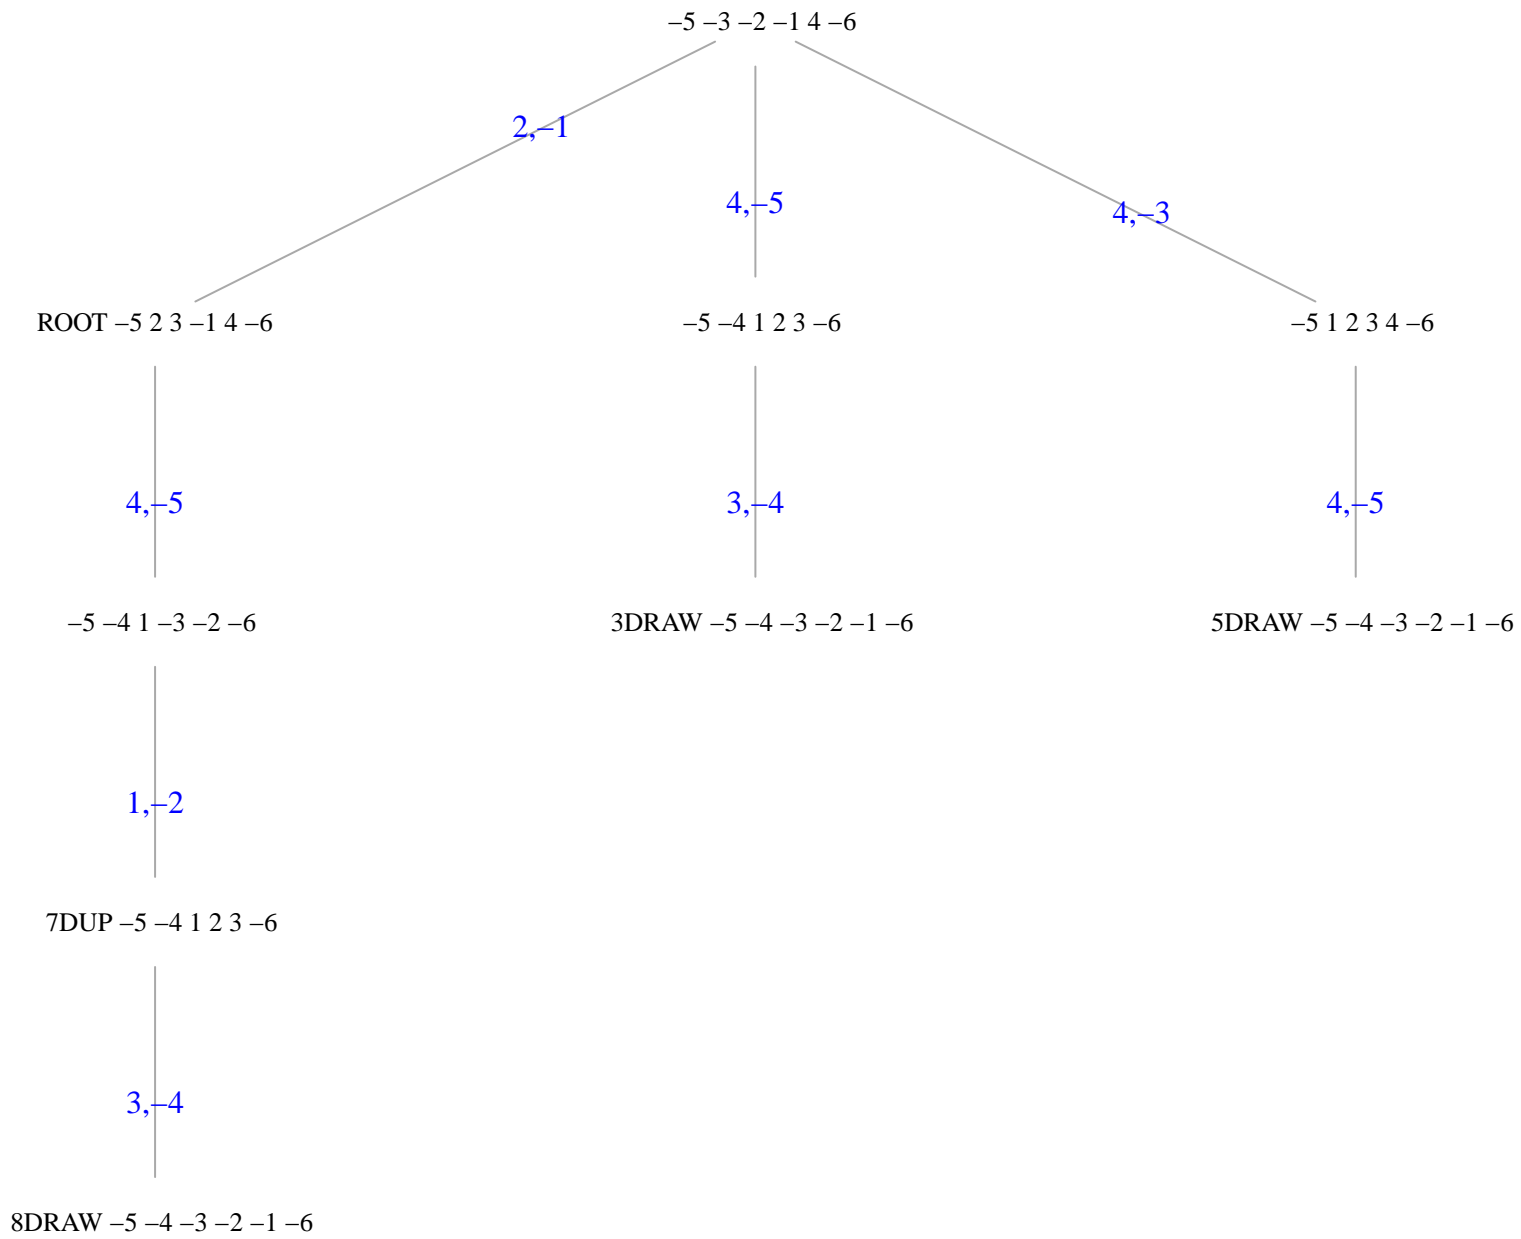 –5 –3 –2 –1 4 –6
2,–1
4,–5
4,–3
ROOT –5 2 3 –1 4 –6
–5 –4 1 2 3 –6
–5 1 2 3 4 –6
4,–5
3,–4
4,–5
–5 –4 1 –3 –2 –6
3DRAW –5 –4 –3 –2 –1 –6
5DRAW –5 –4 –3 –2 –1 –6
1,–2
7DUP –5 –4 1 2 3 –6
3,–4
8DRAW –5 –4 –3 –2 –1 –6